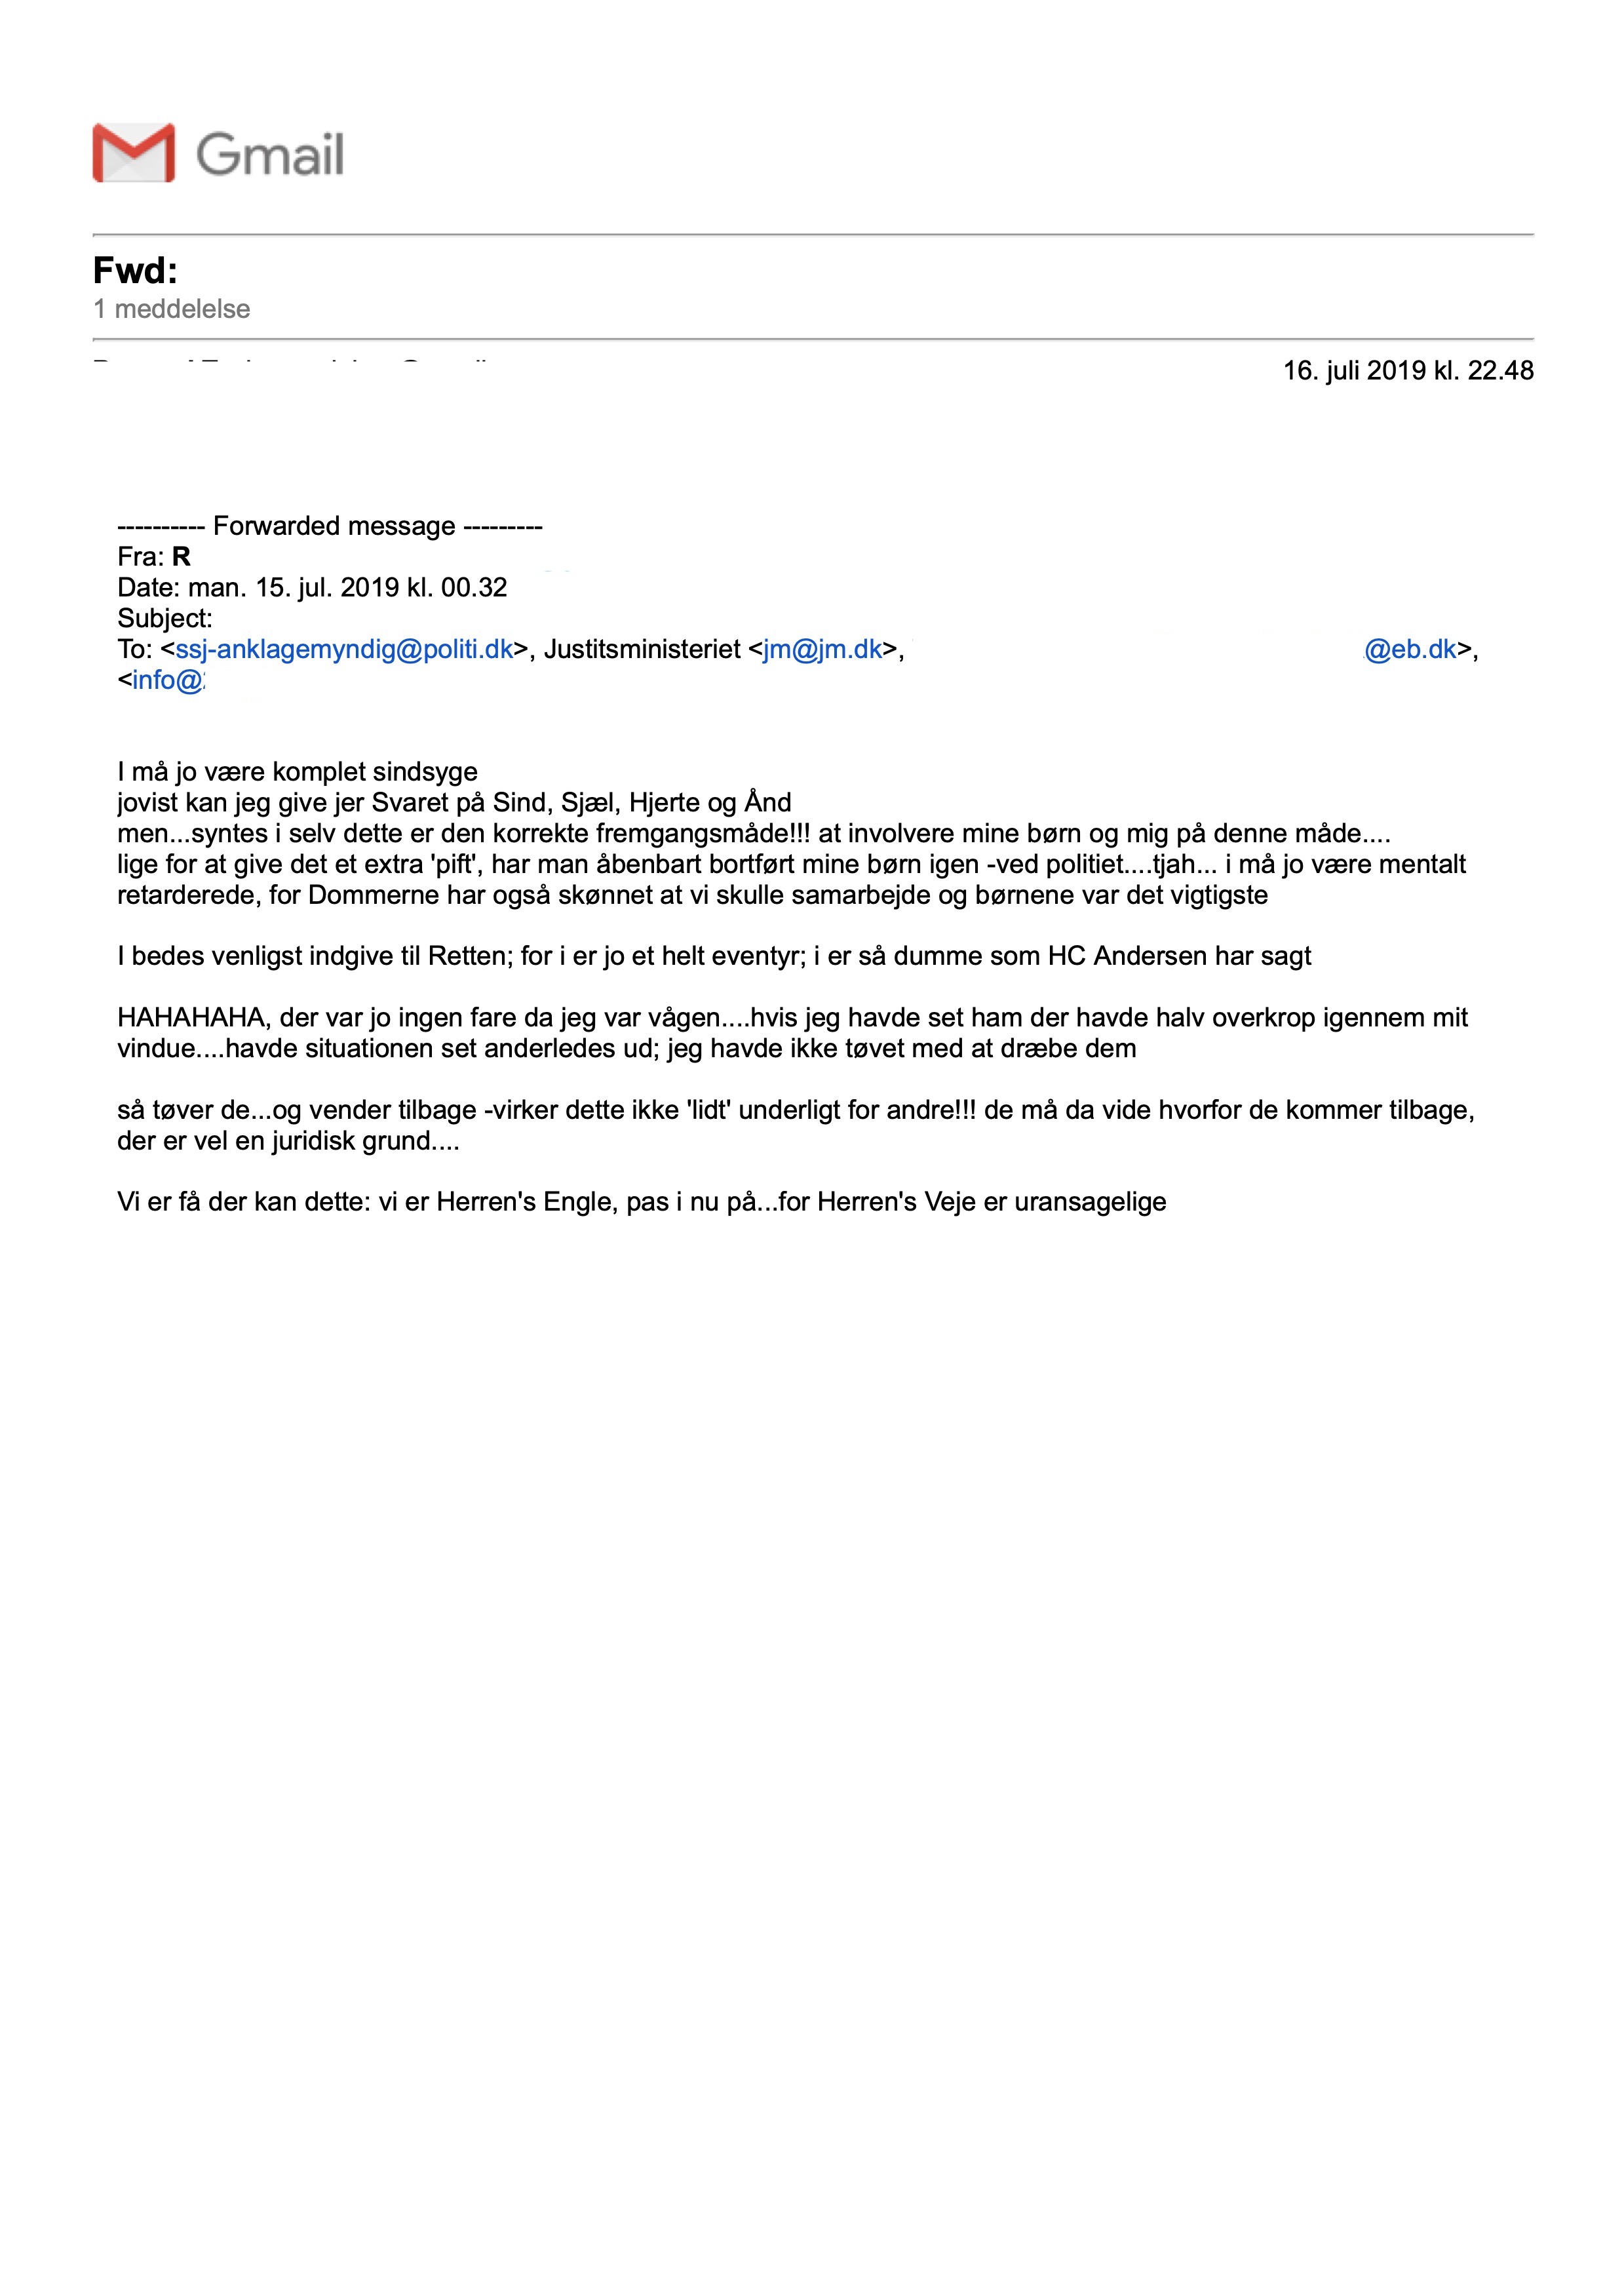 Gmail
Fwd:
1 meddelelse
16. juli 2019 kl. 22.48
---------- Forwarded message ---------
Fra: R
Date: man. 15. jul. 2019 kl. 00.32
Subject:
To: <ssj-anklagemyndig@politi.dk>, Justitsministeriet <jm@jm.dk>, @eb.dk>,
<info@
I må jo være komplet sindsyge
jovist kan jeg give jer Svaret på Sind, Sjæl, Hjerte og Ånd
men...syntes i selv dette er den korrekte fremgangsmåde!!! at involvere mine børn og mig på denne måde....
lige for at give det et extra 'pift', har man åbenbart bortført mine børn igen -ved politiet....tjah... i må jo være mentalt
retarderede, for Dommerne har også skønnet at vi skulle samarbejde og børnene var det vigtigste
I bedes venligst indgive til Retten; for i er jo et helt eventyr; i er så dumme som HC Andersen har sagt
HAHAHAHA, der var jo ingen fare da jeg var vågen....hvis jeg havde set ham der havde halv overkrop igennem mit
vindue....havde situationen set anderledes ud; jeg havde ikke tøvet med at dræbe dem
så tøver de...og vender tilbage -virker dette ikke 'lidt' underligt for andre!!! de må da vide hvorfor de kommer tilbage,
der er vel en juridisk grund....
Vi er få der kan dette: vi er Herren's Engle, pas i nu på...for Herren's Veje er uransagelige